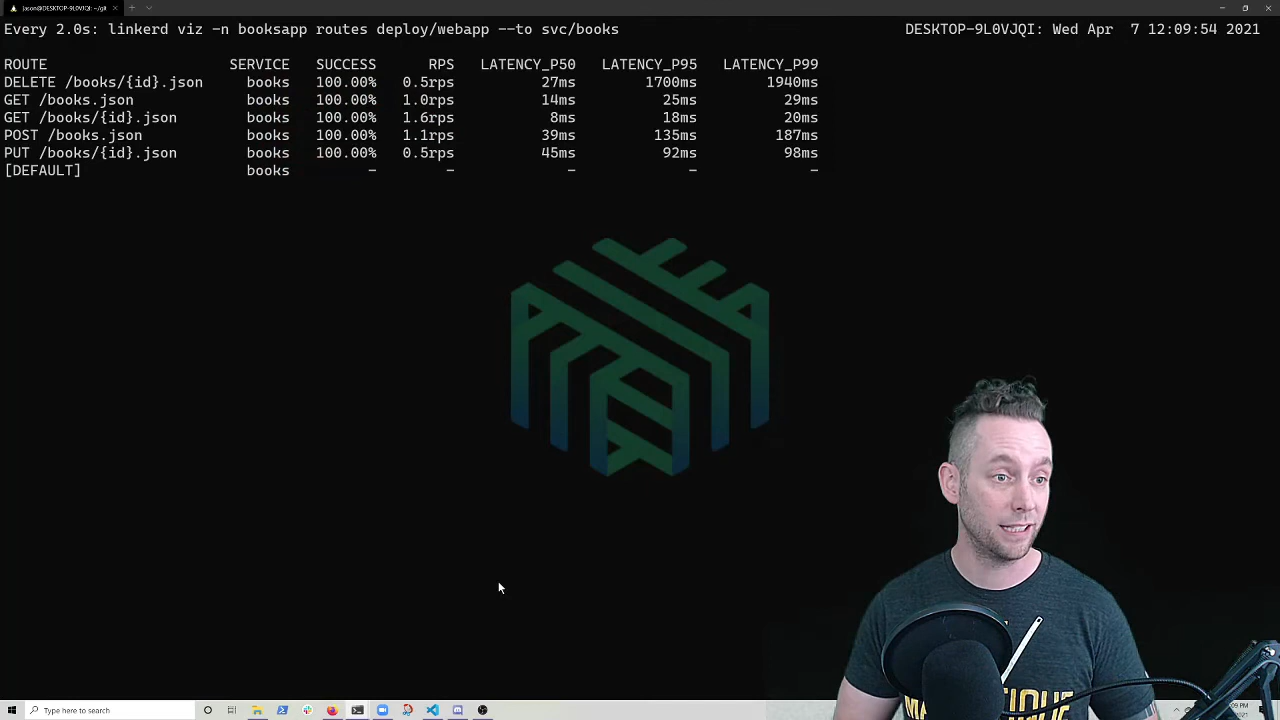 jason@DESKTOP-9L0VJQI: ~/git
Every 2.0s: linkerd viz -n booksapp routes deploy/webapp --to svc/books DESKTOP-9L0VJQI: Wed Apr 7 12:09:54 2021
ROUTE SERVICE SUCCESS RPS LATENCY_P50 LATENCY_P95 LATENCY_P99
DELETE /books/{id}.json books 100.00% 0.5rps 27ms 1700ms 1940ms
GET /books.json books 100.00% 1.0rps 14ms 25ms 29ms
GET /books/{id}.json books 100.00% 1.6rps 8ms 18ms 20ms
POST /books.json books 100.00% 1.1rps 39ms 135ms 187ms
PUT /books/{id}.json books 100.00% 0.5rps 45ms 92ms 98ms
[DEFAULT] books - - - - -
Type here to search